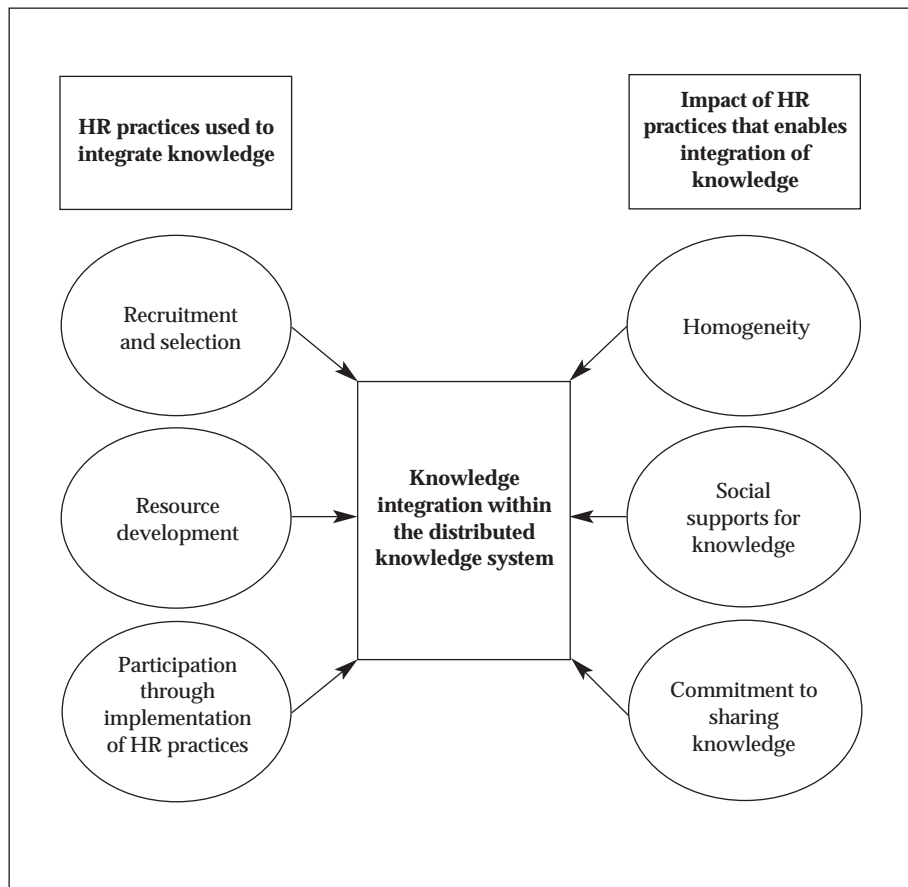 HR practices used to
integrate knowledge
Impact of HR
practices that enables
integration of
knowledge
Recruitment
and selection
Homogeneity
Knowledge
integration within
the distributed
knowledge system
Resource
development
Social
supports for
knowledge
Participation
through
implementation
of HR practices
Commitment to
sharing
knowledge